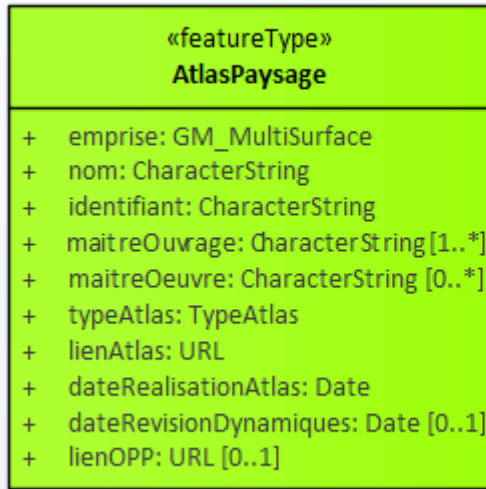 «featureType»
AtlasPaysage
+ emprise: GM_MultiSurface
+ nom: CharacterString
+ identifiant: CharacterString
+ maitreOuvrage: CharacterString [1..*]
+ maitreOeuvre: CharacterString [0..*]
+ typeAtlas: TypeAtlas
+ lienAtlas: URL
+ dateRealisationAtlas: Date
+ dateRevisionDynamiques: Date [0..1]
+ lienOPP: URL [0..1]